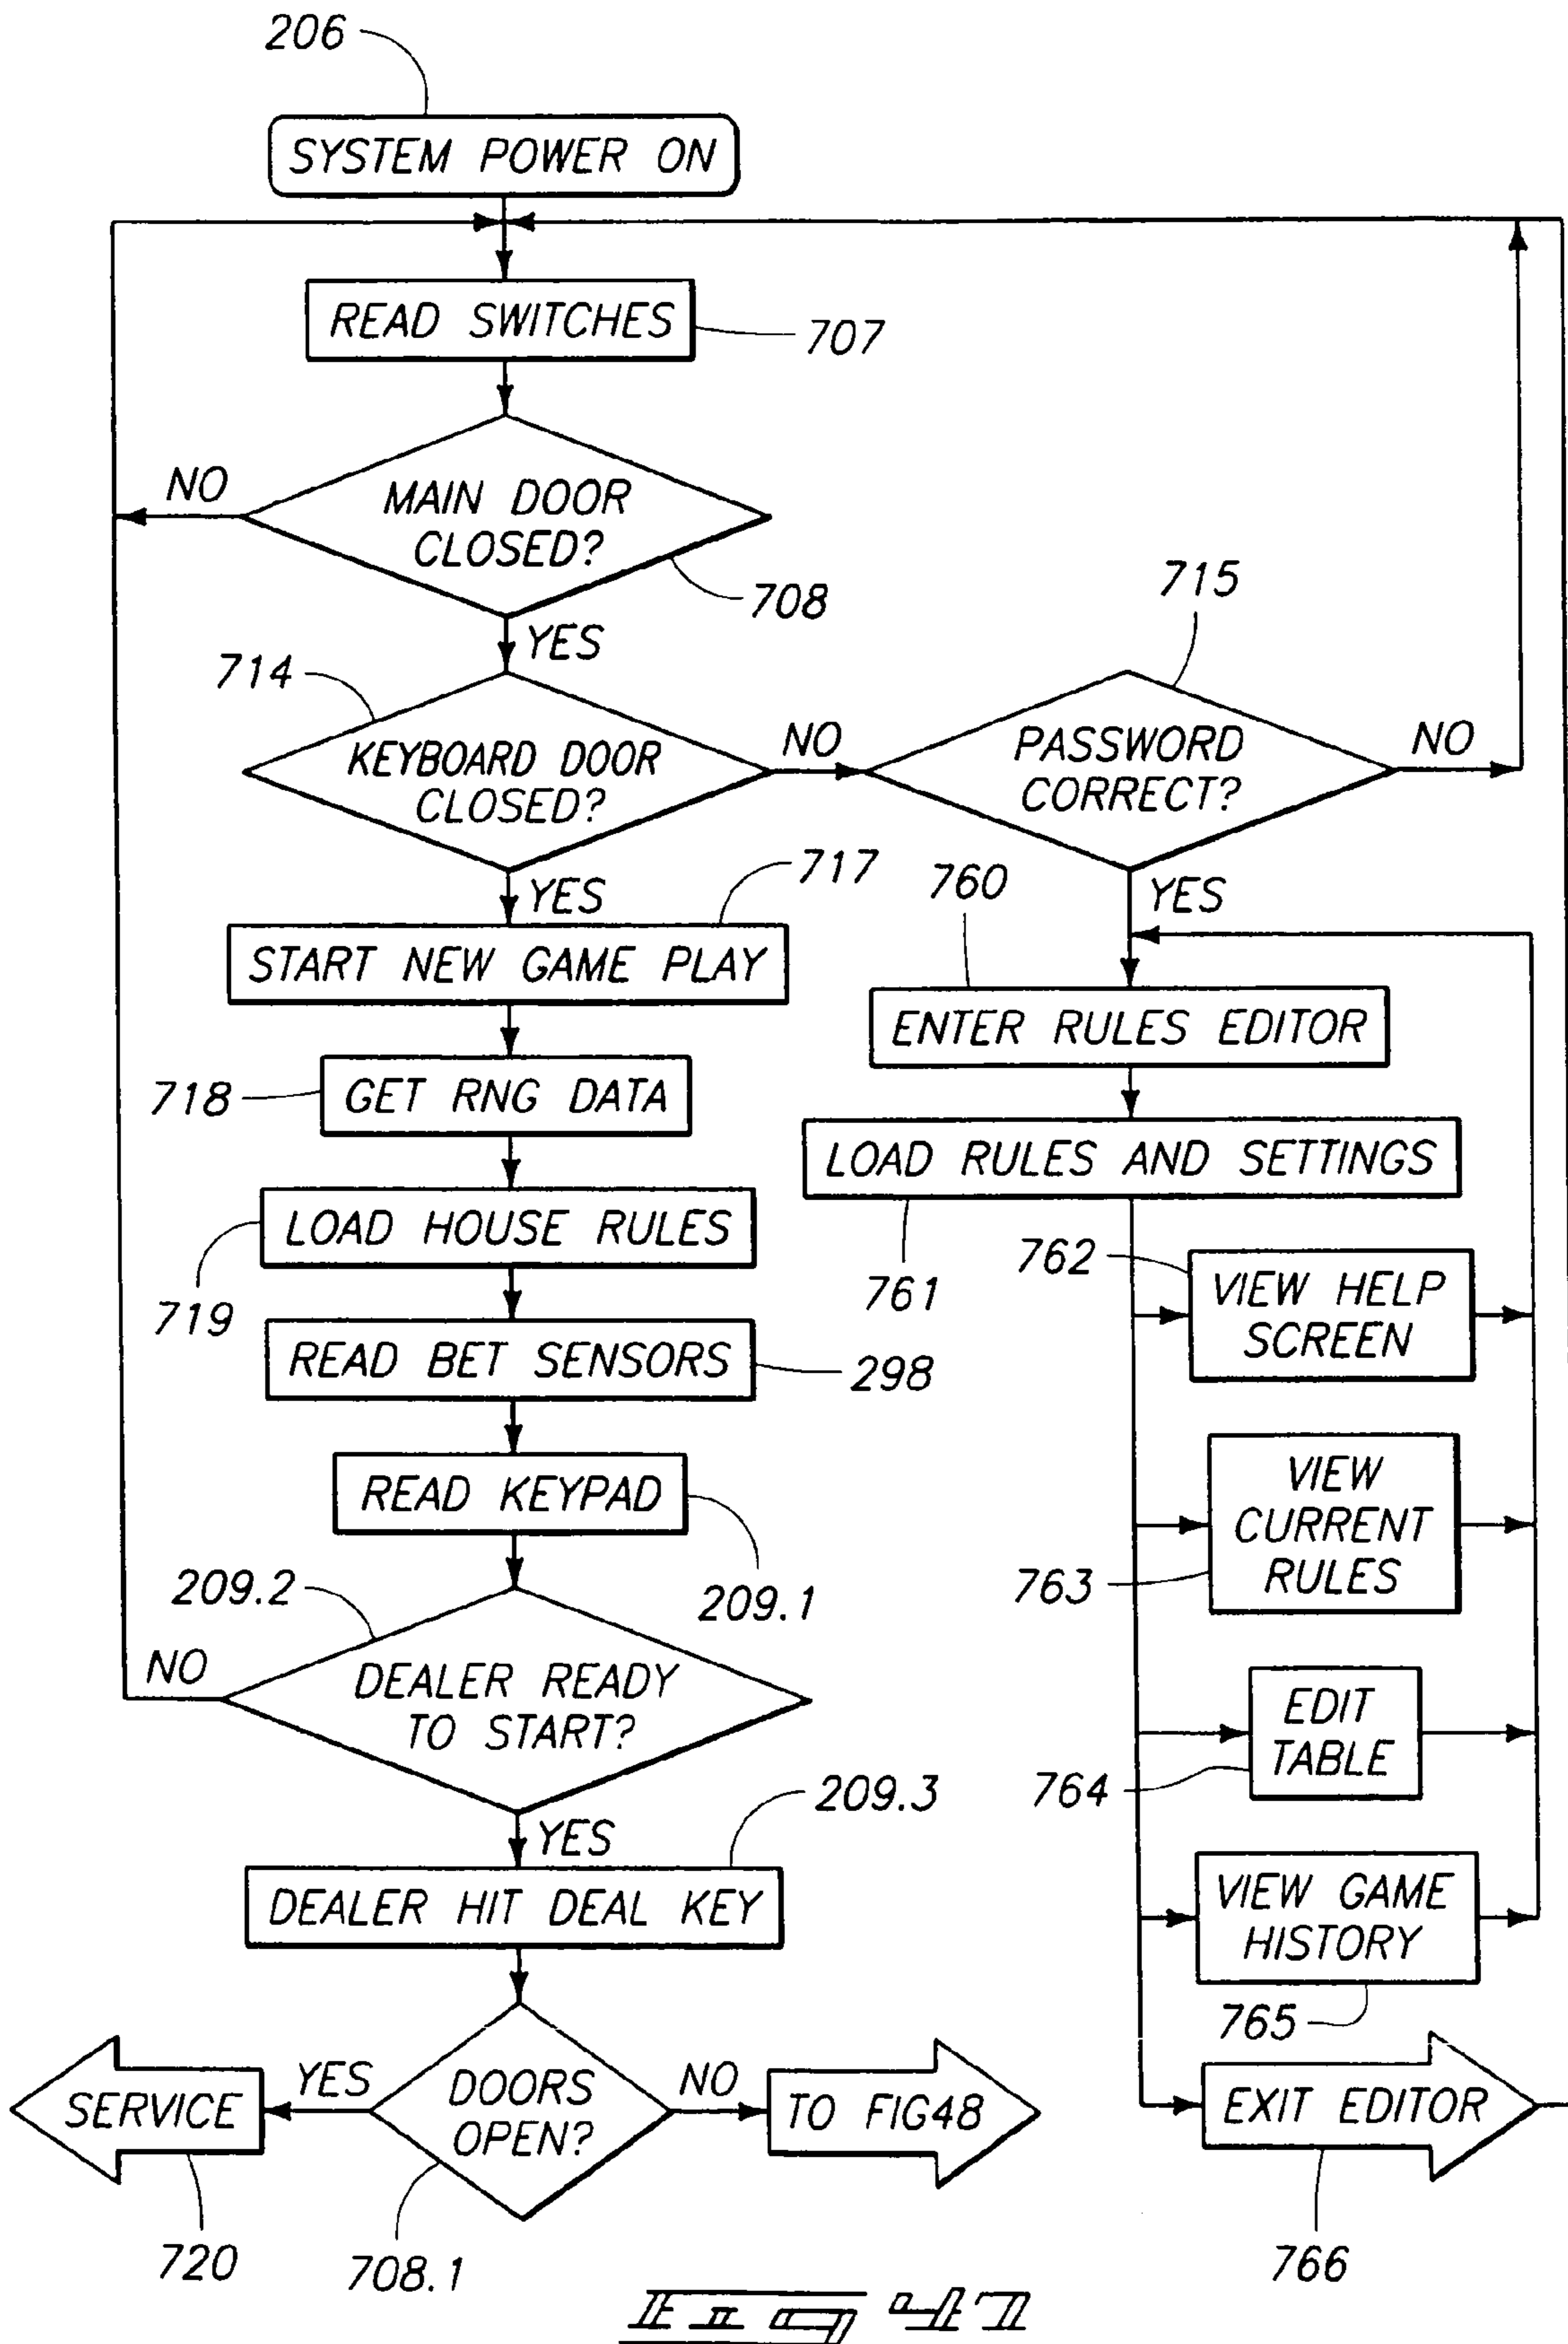 206
SYSTEM POWER ON
READ SWITCHES
707
NO
MAIN DOOR
CLOSED?
708
YES
714
KEYBOARD DOOR
CLOSED?
NO
715
PASSWORD
CORRECT?
NO
YES
717
START NEW GAME PLAY
718
GET RNG DATA
719
LOAD HOUSE RULES
READ BET SENSORS
298
READ KEYPAD
209.1
209.2
NO
DEALER READY
TO START?
YES
209.3
DEALER HIT DEAL KEY
SERVICE
720
YES
DOORS
OPEN?
708.1
NO
TO FIG48
YES
760
ENTER RULES EDITOR
LOAD RULES AND SETTINGS
761
762
VIEW HELP
SCREEN
763
VIEW
CURRENT
RULES
764
EDIT
TABLE
VIEW GAME
HISTORY
765
EXIT EDITOR
766
Fig 47